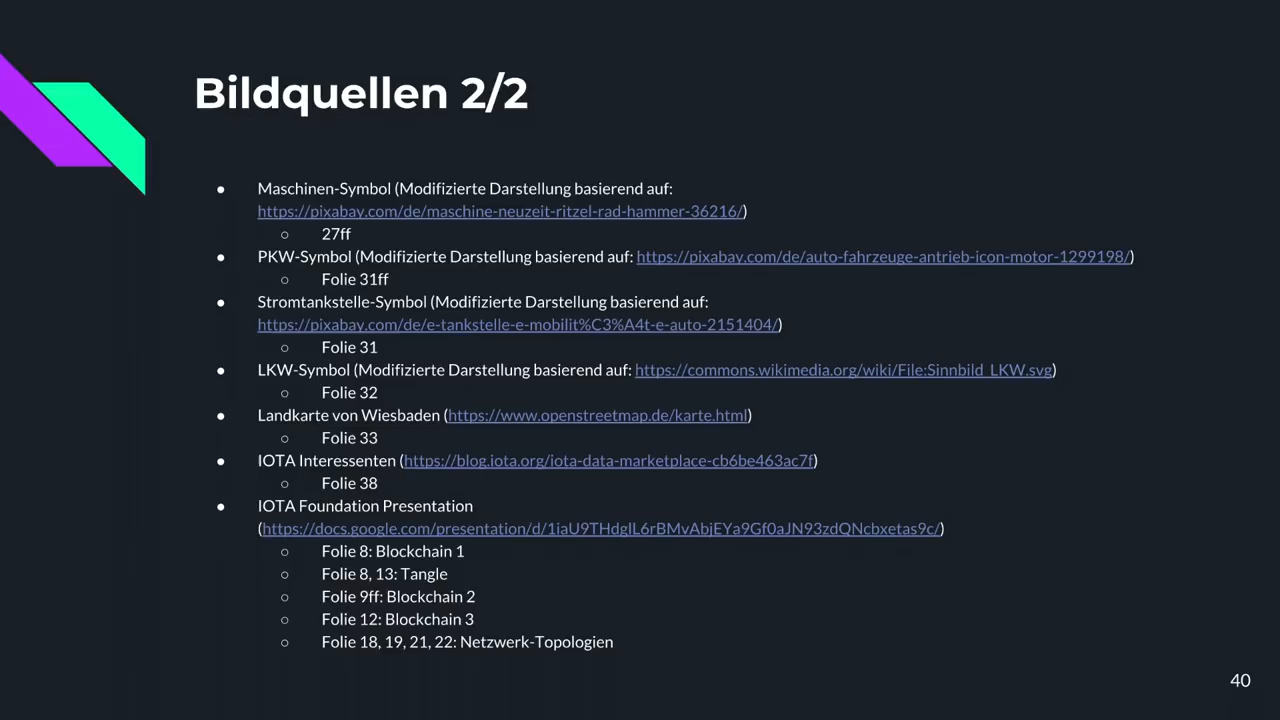 Bildquellen 2/2
● Maschinen-Symbol (Modifizierte Darstellung basierend auf:
https://pixabay.com/de/maschine-neuzeit-ritzel-rad-hammer-36216/)
○ 27ff
● PKW-Symbol (Modifizierte Darstellung basierend auf: https://pixabay.com/de/auto-fahrzeuge-antrieb-icon-motor-1299198/)
○ Folie 31ff
● Stromtankstelle-Symbol (Modifizierte Darstellung basierend auf:
https://pixabay.com/de/e-tankstelle-e-mobilit%C3%A4t-e-auto-2151404/)
○ Folie 31
● LKW-Symbol (Modifizierte Darstellung basierend auf: https://commons.wikimedia.org/wiki/File:Sinnbild_LKW.svg)
○ Folie 32
● Landkarte von Wiesbaden (https://www.openstreetmap.de/karte.html)
○ Folie 33
● IOTA Interessenten (https://blog.iota.org/iota-data-marketplace-cb6be463ac7f)
○ Folie 38
● IOTA Foundation Presentation
(https://docs.google.com/presentation/d/1iaU9THdgIL6rBMvAbjEYa9Gf0aJN93zdQNcbxetas9c/)
○ Folie 8: Blockchain 1
○ Folie 8, 13: Tangle
○ Folie 9ff: Blockchain 2
○ Folie 12: Blockchain 3
○ Folie 18, 19, 21, 22: Netzwerk-Topologien
40